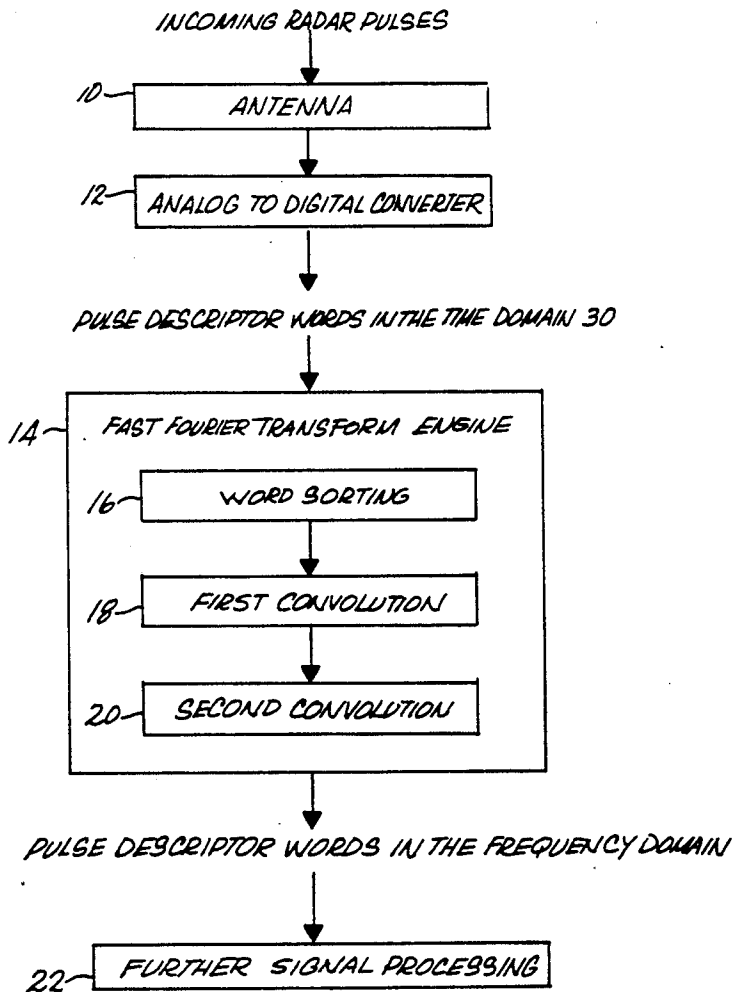 INCOMING RADAR PULSES
10 ANTENNA
12 ANALOG TO DIGITAL CONVERTER
PULSE DESCRIPTOR WORDS IN THE TIME DOMAIN 30
14 FAST FOURIER TRANSFORM ENGINE
16 WORD SORTING
18 FIRST CONVOLUTION
20 SECOND CONVOLUTION
PULSE DESCRIPTOR WORDS IN THE FREQUENCY DOMAIN
22 FURTHER SIGNAL PROCESSING